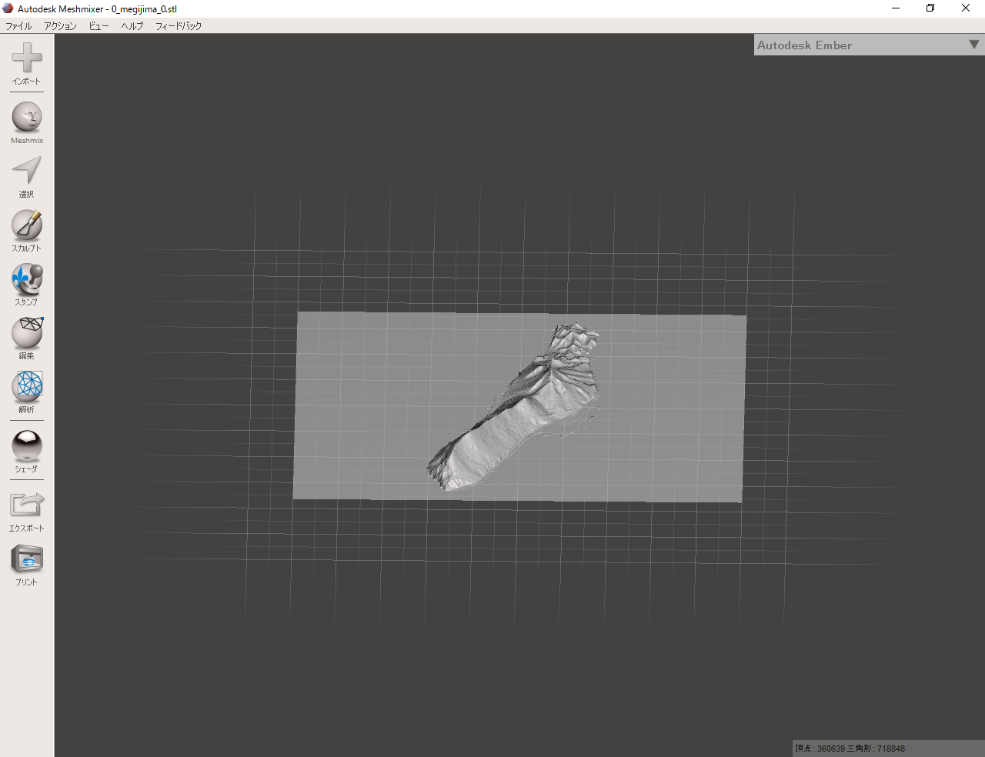 Autodesk Meshmixer - 0_megijima_0.stl
ファイル アクション ビュー ヘルプ フィードバック
Autodesk Ember
インポート
Meshmix
選択
スカルプト
スタンプ
編集
解析
シェーダ
エクスポート
プリント
頂点: 360639 三角形: 718848